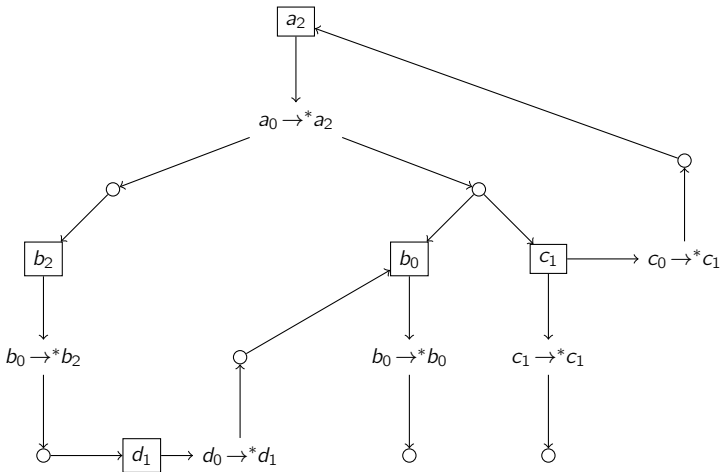 a₂
a₀ →* a₂
b₂
b₀
c₁
c₀ →* c₁
b₀ →* b₂
b₀ →* b₀
c₁ →* c₁
d₁
d₀ →* d₁